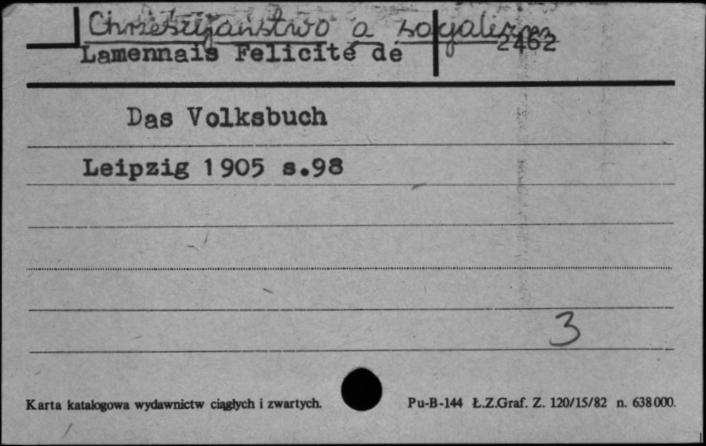 Chrześcijaństwo a socjalizm
2462
Lamennais Felicité de
Das Volksbuch
Leipzig 1905 s.98
3
Karta katalogowa wydawnictw ciągłych i zwartych.
Pu-B-144 Ł.Z.Graf. Z. 120/15/82 n. 638000.